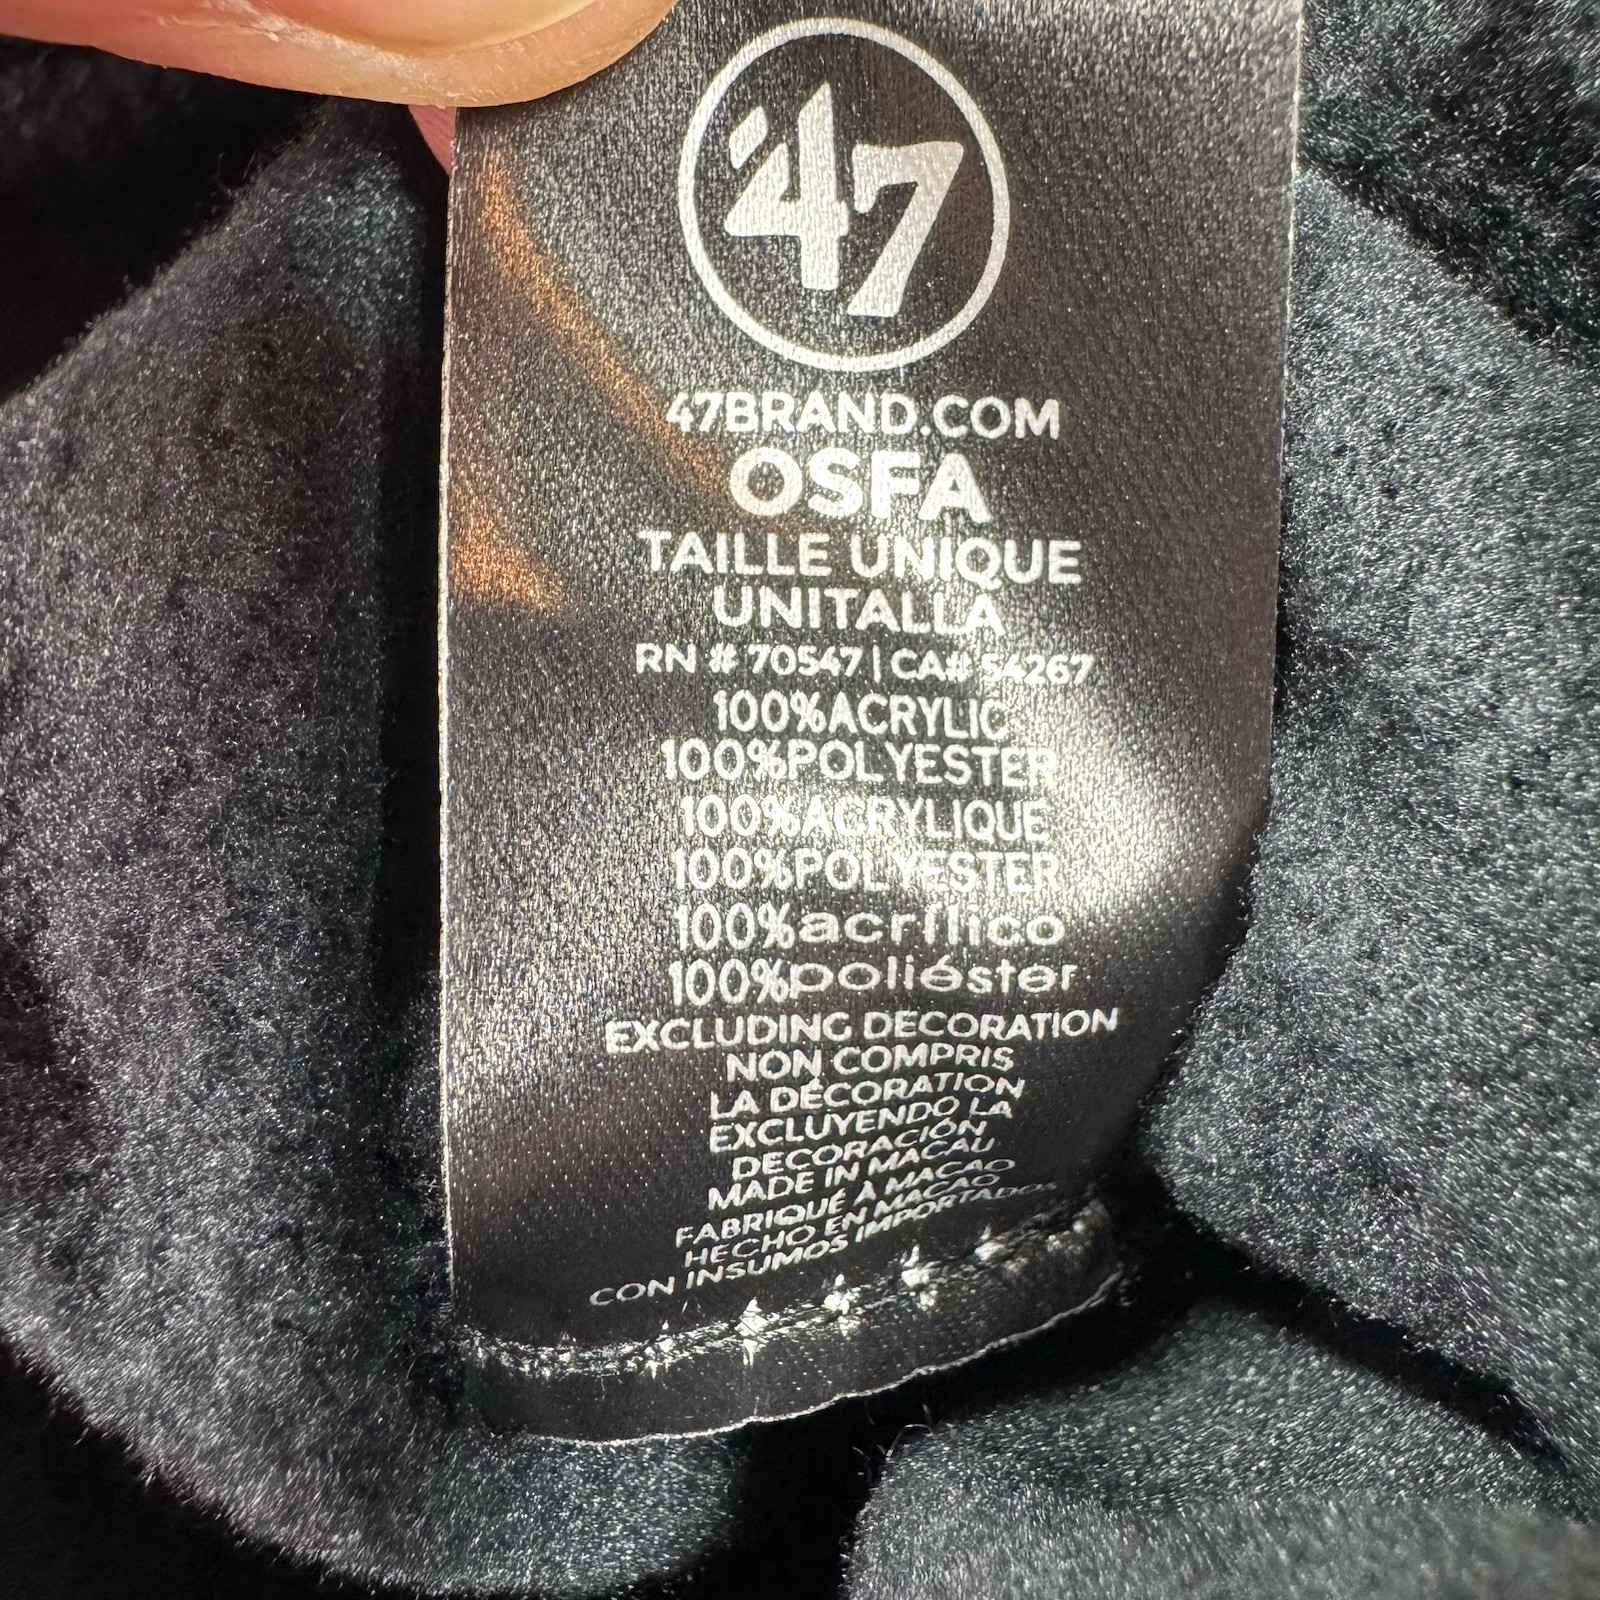 '47
47BRAND.COM
OSFA
TAILLE UNIQUE
UNITALLA
RN # 70547 | CA# 54267
100%ACRYLIC
100%POLYESTER
100%ACRYLIQUE
100%POLYESTER
100%acrílico
100%poliéster
EXCLUDING DECORATION
NON COMPRIS
LA DÉCORATION
EXCLUYENDO LA
DECORACIÓN
MADE IN MACAU
FABRIQUÉ À MACAO
HECHO EN MACAO
CON INSUMOS IMPORTADOS